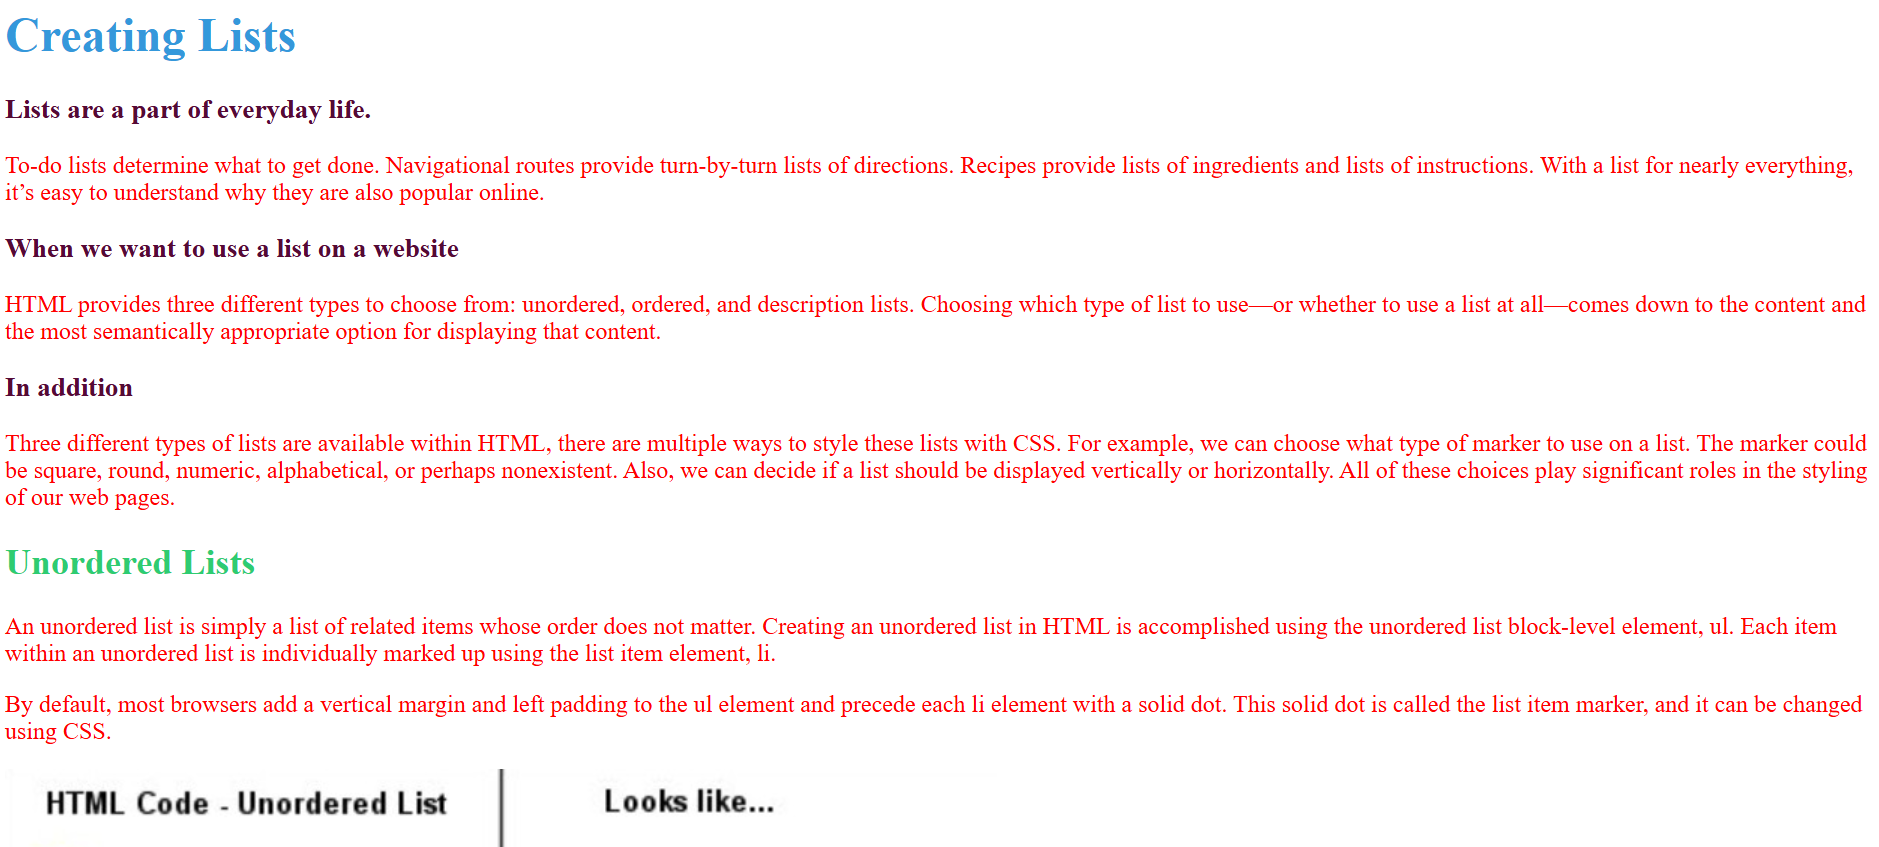 Creating Lists
Lists are a part of everyday life.
To-do lists determine what to get done. Navigational routes provide turn-by-turn lists of directions. Recipes provide lists of ingredients and lists of instructions. With a list for nearly everything,
it’s easy to understand why they are also popular online.
When we want to use a list on a website
HTML provides three different types to choose from: unordered, ordered, and description lists. Choosing which type of list to use—or whether to use a list at all—comes down to the content and
the most semantically appropriate option for displaying that content.
In addition
Three different types of lists are available within HTML, there are multiple ways to style these lists with CSS. For example, we can choose what type of marker to use on a list. The marker could
be square, round, numeric, alphabetical, or perhaps nonexistent. Also, we can decide if a list should be displayed vertically or horizontally. All of these choices play significant roles in the styling
of our web pages.
Unordered Lists
An unordered list is simply a list of related items whose order does not matter. Creating an unordered list in HTML is accomplished using the unordered list block-level element, ul. Each item
within an unordered list is individually marked up using the list item element, li.
By default, most browsers add a vertical margin and left padding to the ul element and precede each li element with a solid dot. This solid dot is called the list item marker, and it can be changed
using CSS.
HTML Code - Unordered List
Looks like...